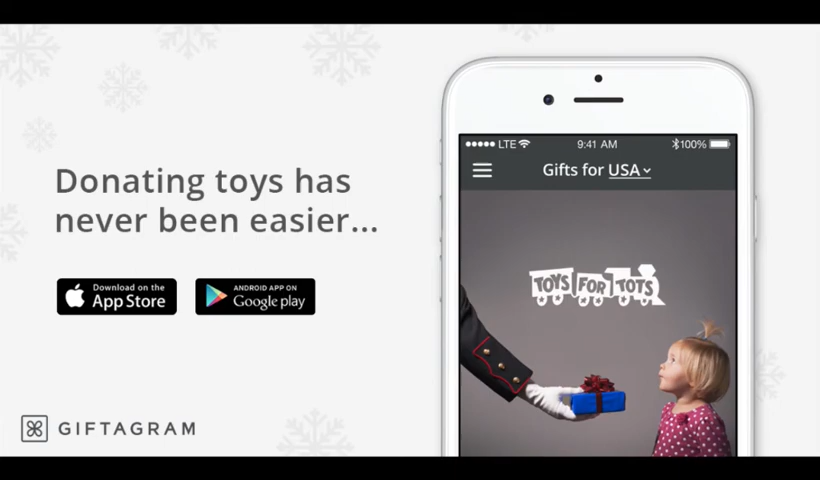 Donating toys has
never been easier...
Download on the
App Store
ANDROID APP ON
Google play
GIFTAGRAM
LTE 9:41 AM 100%
Gifts for USA
TOYS FOR TOTS